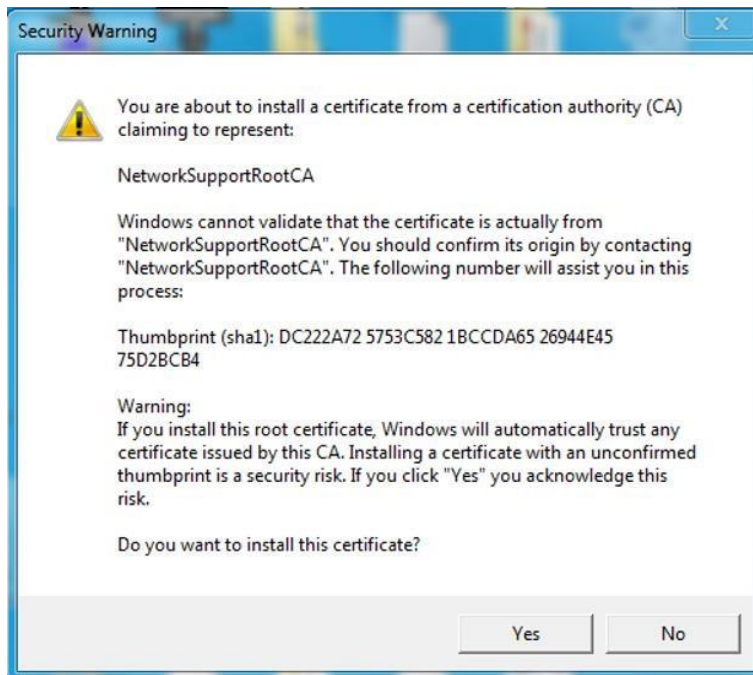 Security Warning
You are about to install a certificate from a certification authority (CA)
claiming to represent:
NetworkSupportRootCA
Windows cannot validate that the certificate is actually from
"NetworkSupportRootCA". You should confirm its origin by contacting
"NetworkSupportRootCA". The following number will assist you in this
process:
Thumbprint (sha1): DC222A72 5753C582 1BCCDA65 26944E45
75D2BCB4
Warning:
If you install this root certificate, Windows will automatically trust any
certificate issued by this CA. Installing a certificate with an unconfirmed
thumbprint is a security risk. If you click "Yes" you acknowledge this
risk.
Do you want to install this certificate?
Yes No